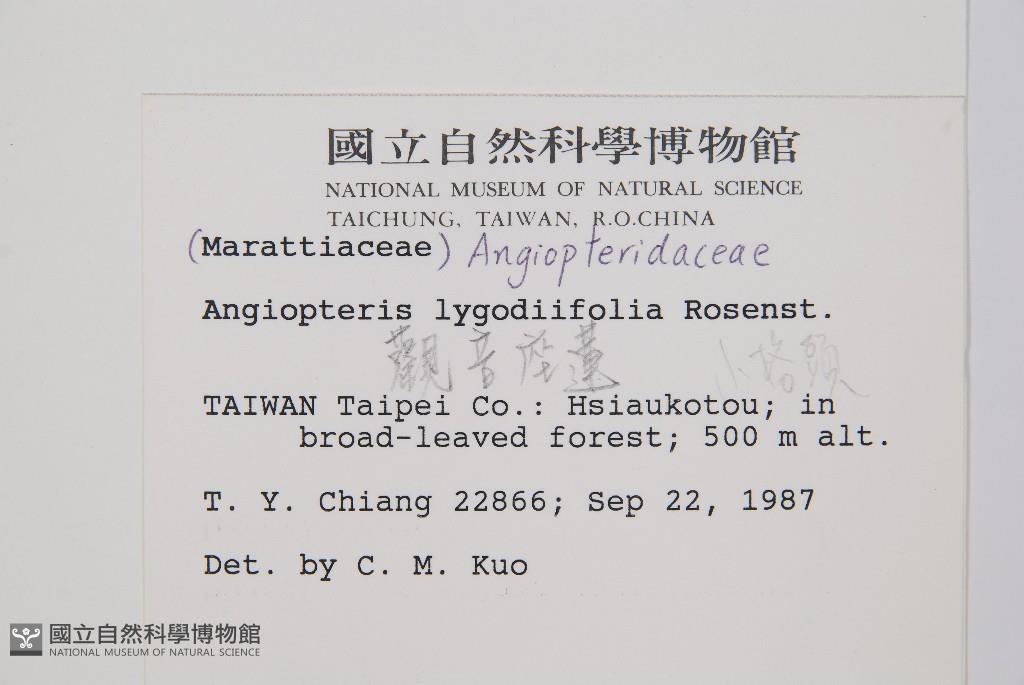 國立自然科學博物館
NATIONAL MUSEUM OF NATURAL SCIENCE
TAICHUNG, TAIWAN, R.O.CHINA
(Marattiaceae) Angiopteridaceae
Angiopteris lygodiifolia Rosenst.
觀音座蓮 小格頭
TAIWAN Taipei Co.: Hsiaukotou; in
broad-leaved forest; 500 m alt.
T. Y. Chiang 22866; Sep 22, 1987
Det. by C. M. Kuo
國立自然科學博物館
NATIONAL MUSEUM OF NATURAL SCIENCE